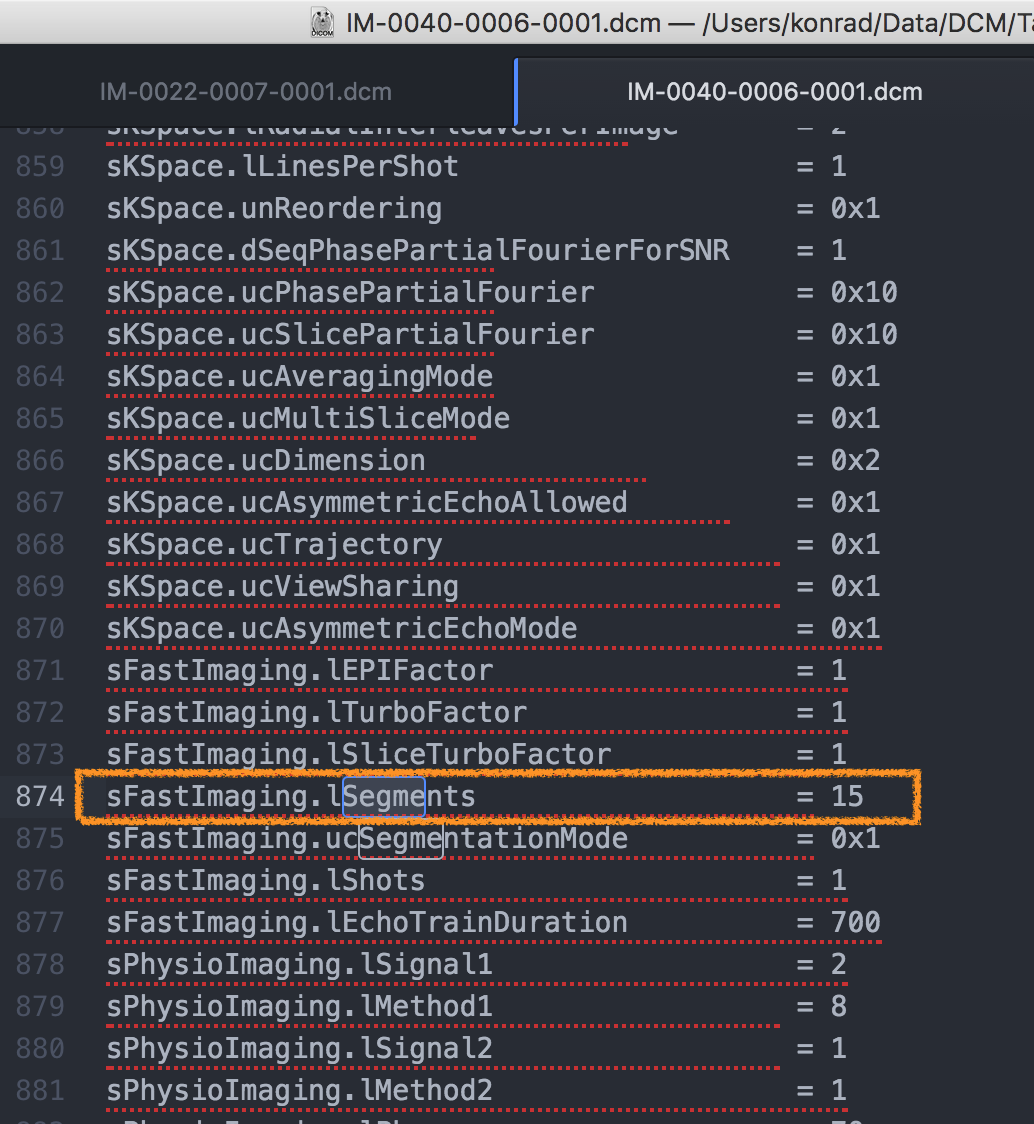 IM-0040-0006-0001.dcm — /Users/konrad/Data/DCM/Ta
IM-0022-0007-0001.dcm IM-0040-0006-0001.dcm
858 sKSpace.lRadialInterleavesPerImage = 2
859 sKSpace.lLinesPerShot = 1
860 sKSpace.unReordering = 0x1
861 sKSpace.dSeqPhasePartialFourierForSNR = 1
862 sKSpace.ucPhasePartialFourier = 0x10
863 sKSpace.ucSlicePartialFourier = 0x10
864 sKSpace.ucAveragingMode = 0x1
865 sKSpace.ucMultiSliceMode = 0x1
866 sKSpace.ucDimension = 0x2
867 sKSpace.ucAsymmetricEchoAllowed = 0x1
868 sKSpace.ucTrajectory = 0x1
869 sKSpace.ucViewSharing = 0x1
870 sKSpace.ucAsymmetricEchoMode = 0x1
871 sFastImaging.lEPIFactor = 1
872 sFastImaging.lTurboFactor = 1
873 sFastImaging.lSliceTurboFactor = 1
874 sFastImaging.lSegments = 15
875 sFastImaging.ucSegmentationMode = 0x1
876 sFastImaging.lShots = 1
877 sFastImaging.lEchoTrainDuration = 700
878 sPhysioImaging.lSignal1 = 2
879 sPhysioImaging.lMethod1 = 8
880 sPhysioImaging.lSignal2 = 1
881 sPhysioImaging.lMethod2 = 1